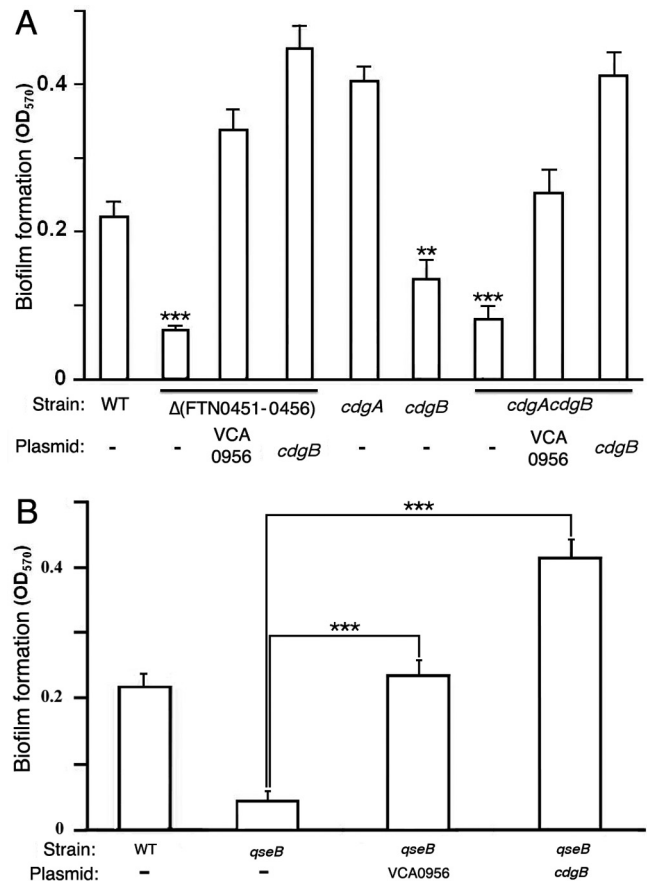 A
Biofilm formation (OD570)
0.4
0.2
0
***
**
***
Strain: WT Δ(FTN0451-0456) cdgA cdgB cdgAcdgB
Plasmid: - - VCA 0956 cdgB - - - VCA 0956 cdgB
B
Biofilm formation (OD570)
0.4
0.2
0
***
***
Strain: WT qseB qseB qseB
Plasmid: - - VCA0956 cdgB